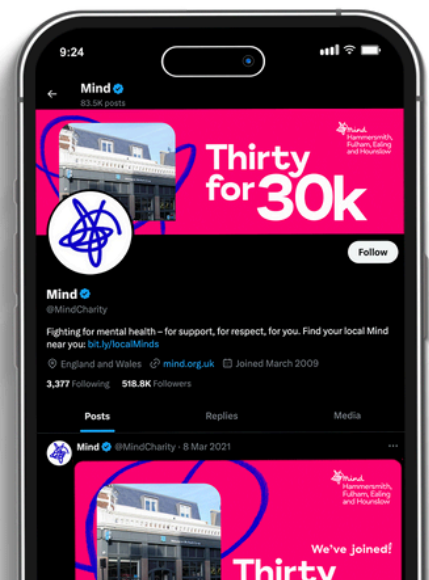 9:24
Mind
83.5K posts
mind
Hammersmith,
Fulham, Ealing
and Hounslow
Thirty
for 30k
Follow
Mind
@MindCharity
Fighting for mental health – for support, for respect, for you. Find your local Mind
near you: bit.ly/localMinds
England and Wales mind.org.uk Joined March 2009
3,377 Following 518.8K Followers
Posts Replies Media
Mind @MindCharity · 8 Mar 2021 ...
mind
Hammersmith,
Fulham, Ealing
and Hounslow
We've joined!
Thirty